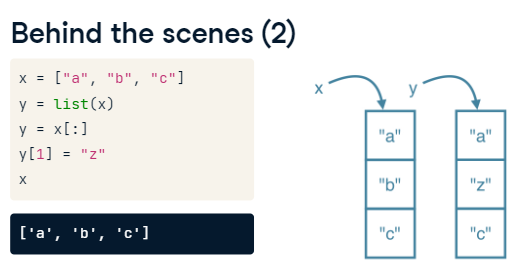 Behind the scenes (2)
x = ["a", "b", "c"]
y = list(x)
y = x[:]
y[1] = "z"
x
['a', 'b', 'c']
x
y
"a"
"b"
"c"
"a"
"z"
"c"